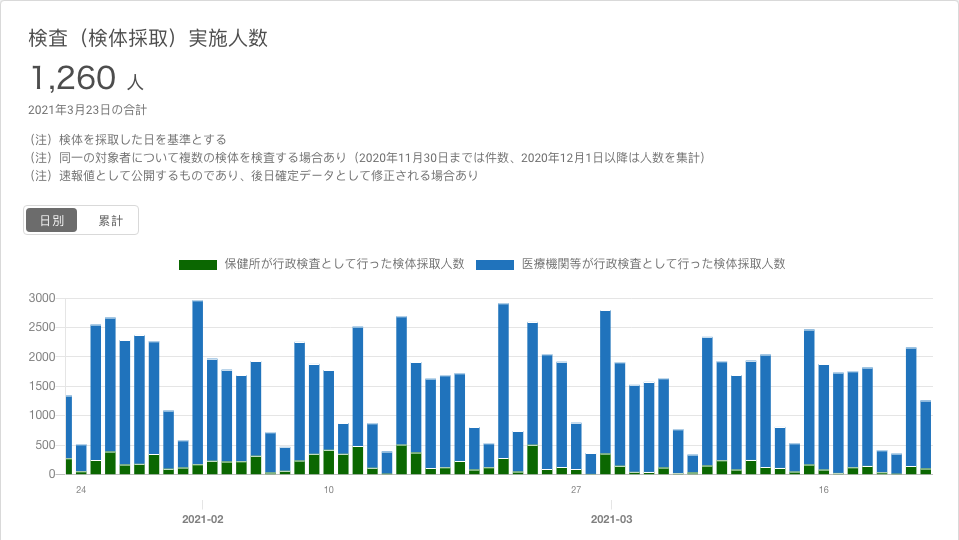 検査（検体採取）実施人数
1,260 人
2021年3月23日の合計
（注）検体を採取した日を基準とする
（注）同一の対象者について複数の検体を検査する場合あり（2020年11月30日までは件数、2020年12月1日以降は人数を集計）
（注）速報値として公開するものであり、後日確定データとして修正される場合あり
日別 累計
保健所が行政検査として行った検体採取人数 医療機関等が行政検査として行った検体採取人数
3000
2500
2000
1500
1000
500
0
24 10 27 16
2021-02 2021-03